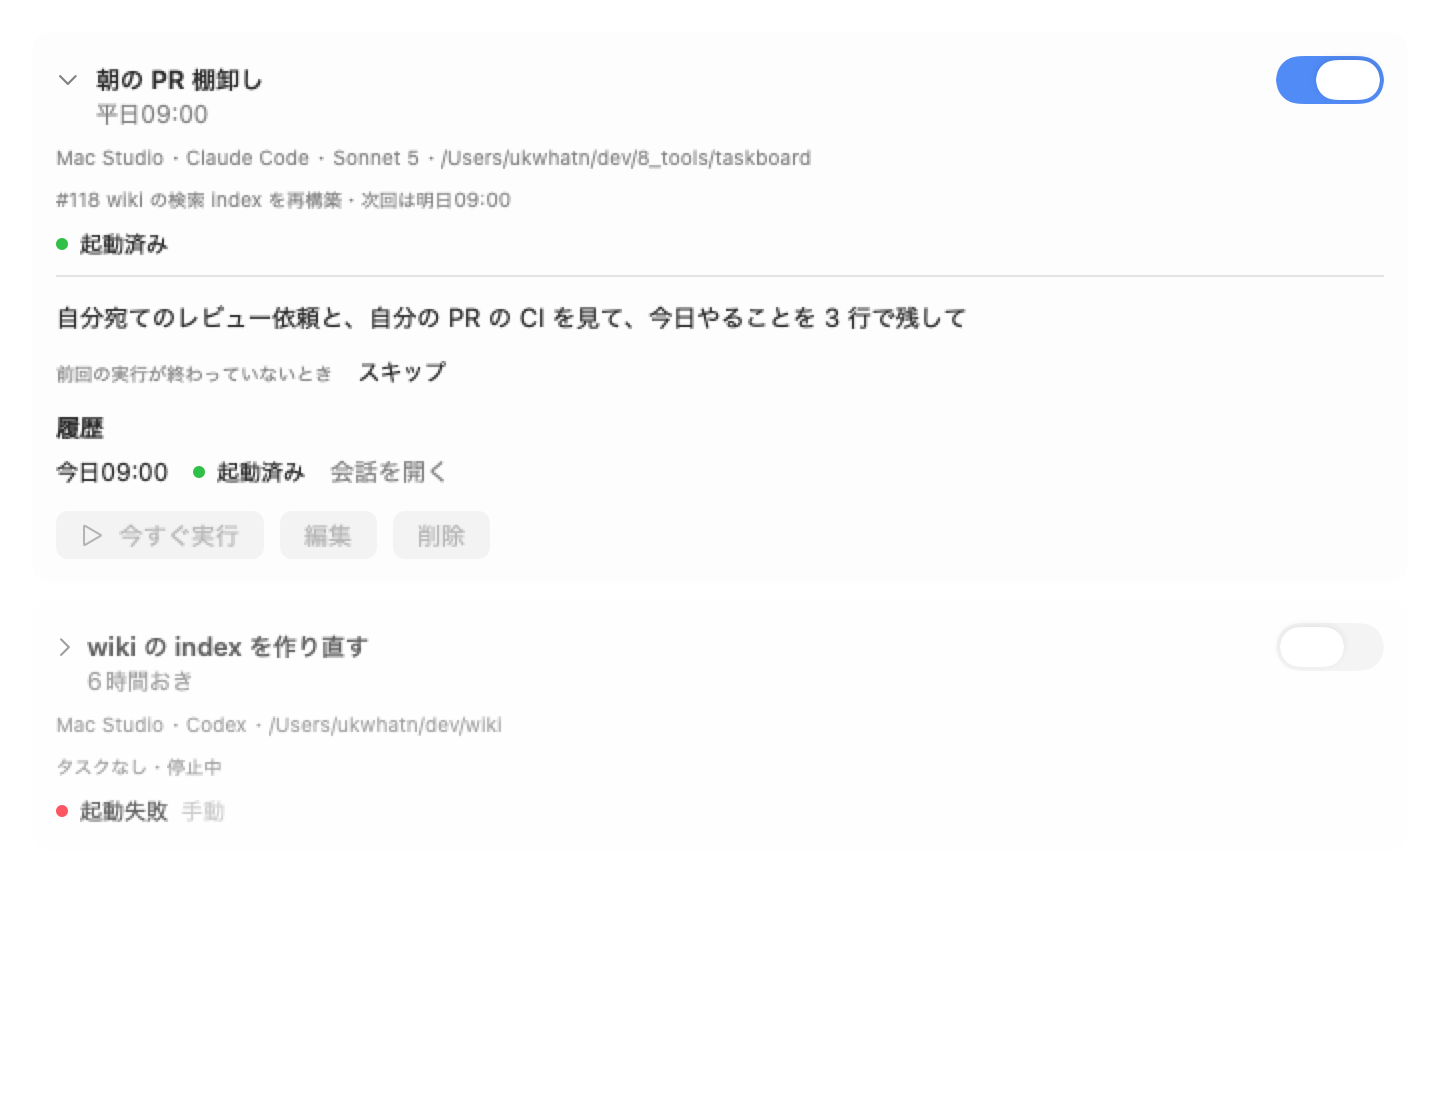 朝の PR 棚卸し
平日09:00
Mac Studio · Claude Code · Sonnet 5 · /Users/ukwhatn/dev/8_tools/taskboard
#118 wiki の検索 index を再構築 · 次回は明日09:00
起動済み
自分宛てのレビュー依頼と、自分の PR の CI を見て、今日やることを 3 行で残して
前回の実行が終わっていないとき スキップ
履歴
今日09:00 起動済み 会話を開く
今すぐ実行 編集 削除
wiki の index を作り直す
6時間おき
Mac Studio · Codex · /Users/ukwhatn/dev/wiki
タスクなし · 停止中
起動失敗 手動